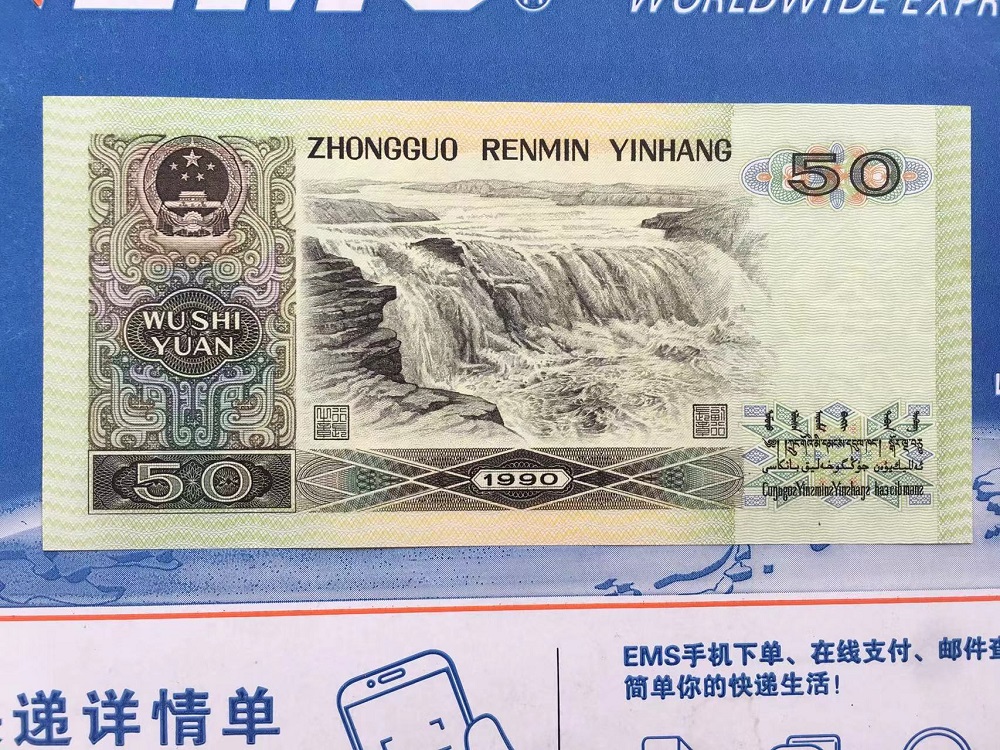 EMS®
WORLDWIDE EXPR
ZHONGGUO RENMIN YINHANG
50
WU SHI
YUAN
50
1990
EMS手机下单、在线支付、邮件查
简单你的快递生活！
递详情单